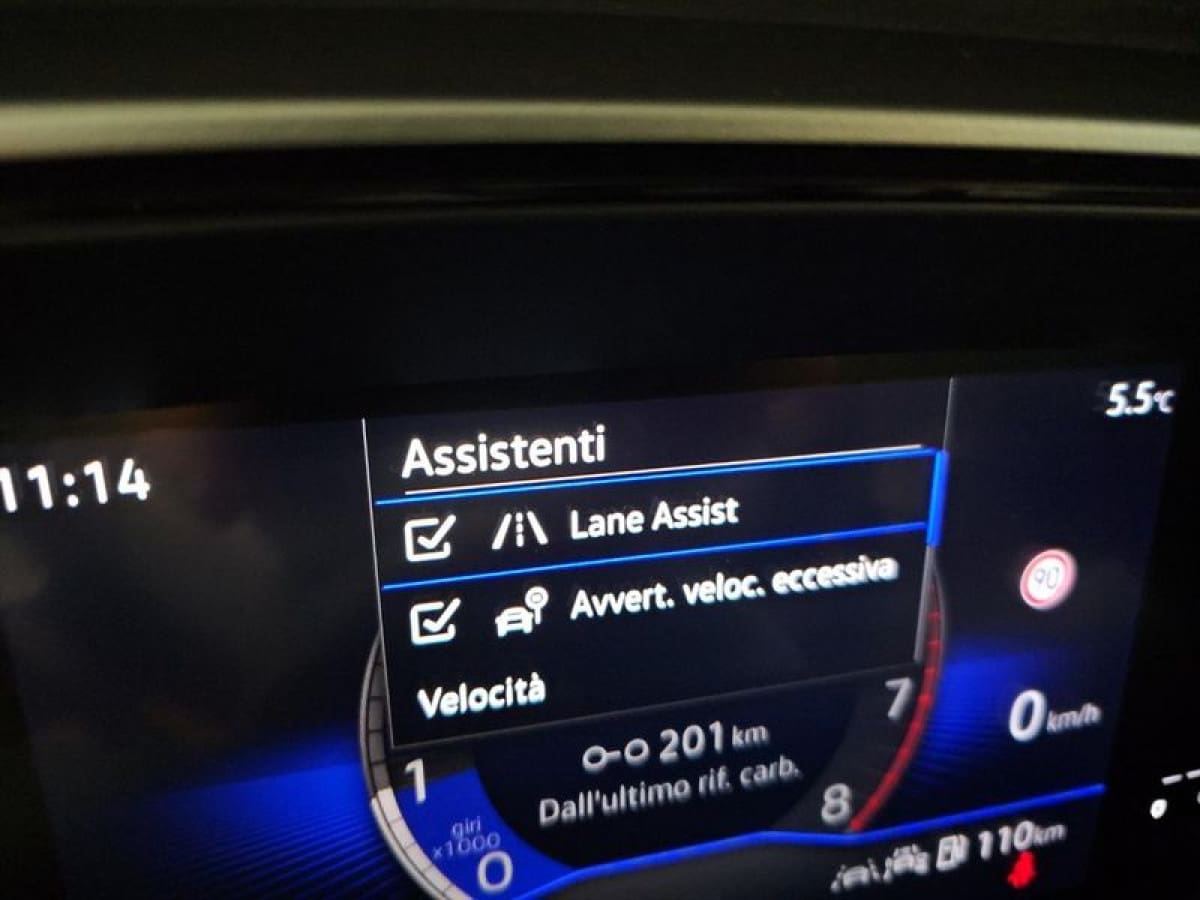 5.5°C
Assistenti
11:14
Lane Assist
Avvert. veloc. eccessiva
90
Velocità
7
0 km/h
201 km
1
Dall'ultimo rif. carb.
8
giri
x1000
110 km
0